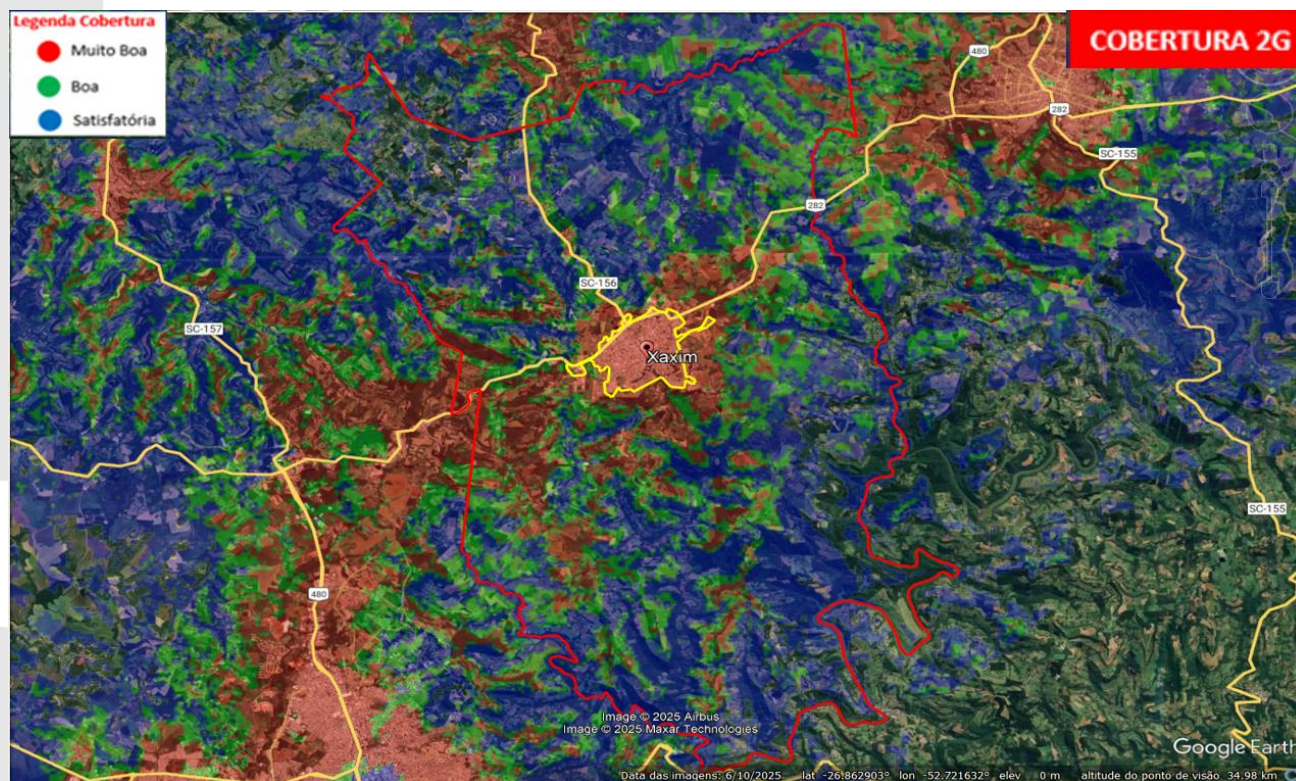 Legenda Cobertura
Muito Boa
Boa
Satisfatória
COBERTURA 2G
480
282
SC-155
282
SC-156
SC-157
Xaxim
SC-155
480
Image © 2025 Airbus
Image © 2025 Maxar Technologies
Google Earth
Data das imagens: 6/10/2025 lat -26.862903° lon -52.721632° elev 0 m altitude do ponto de visão 34.98 km